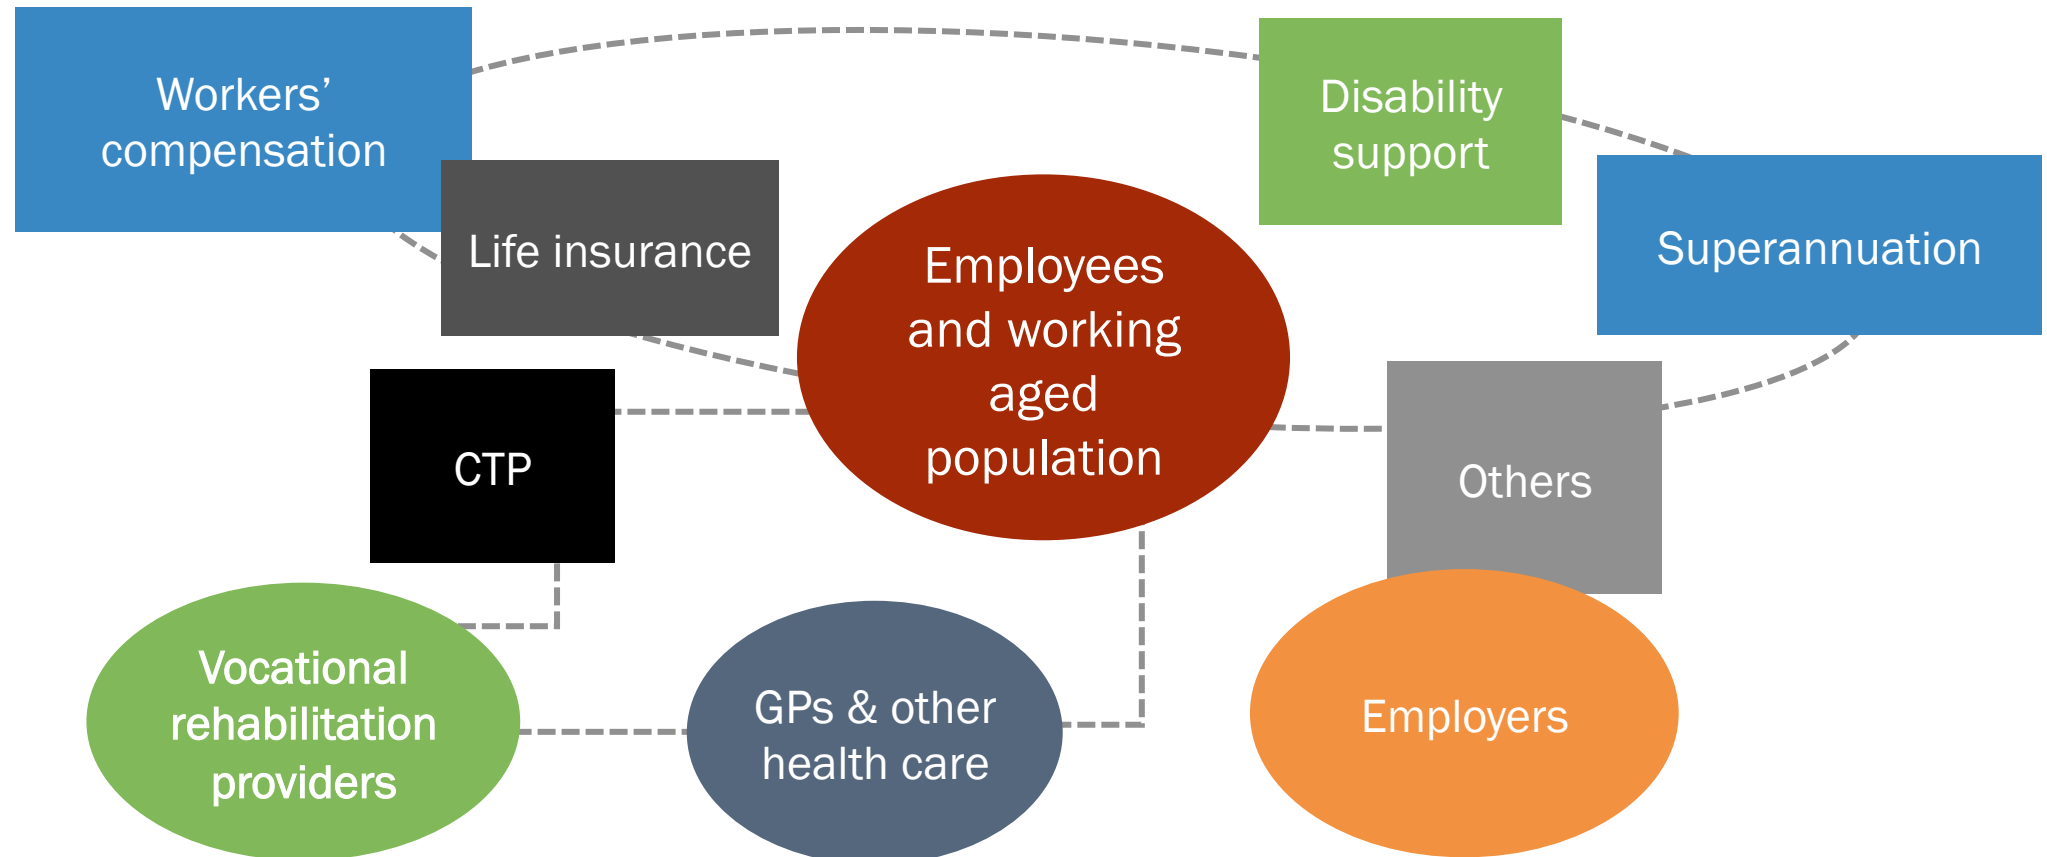 Workers’
compensation
Disability
support
Life insurance
Employees
and working
aged
population
Superannuation
CTP
Others
Vocational
rehabilitation
providers
GPs & other
health care
Employers